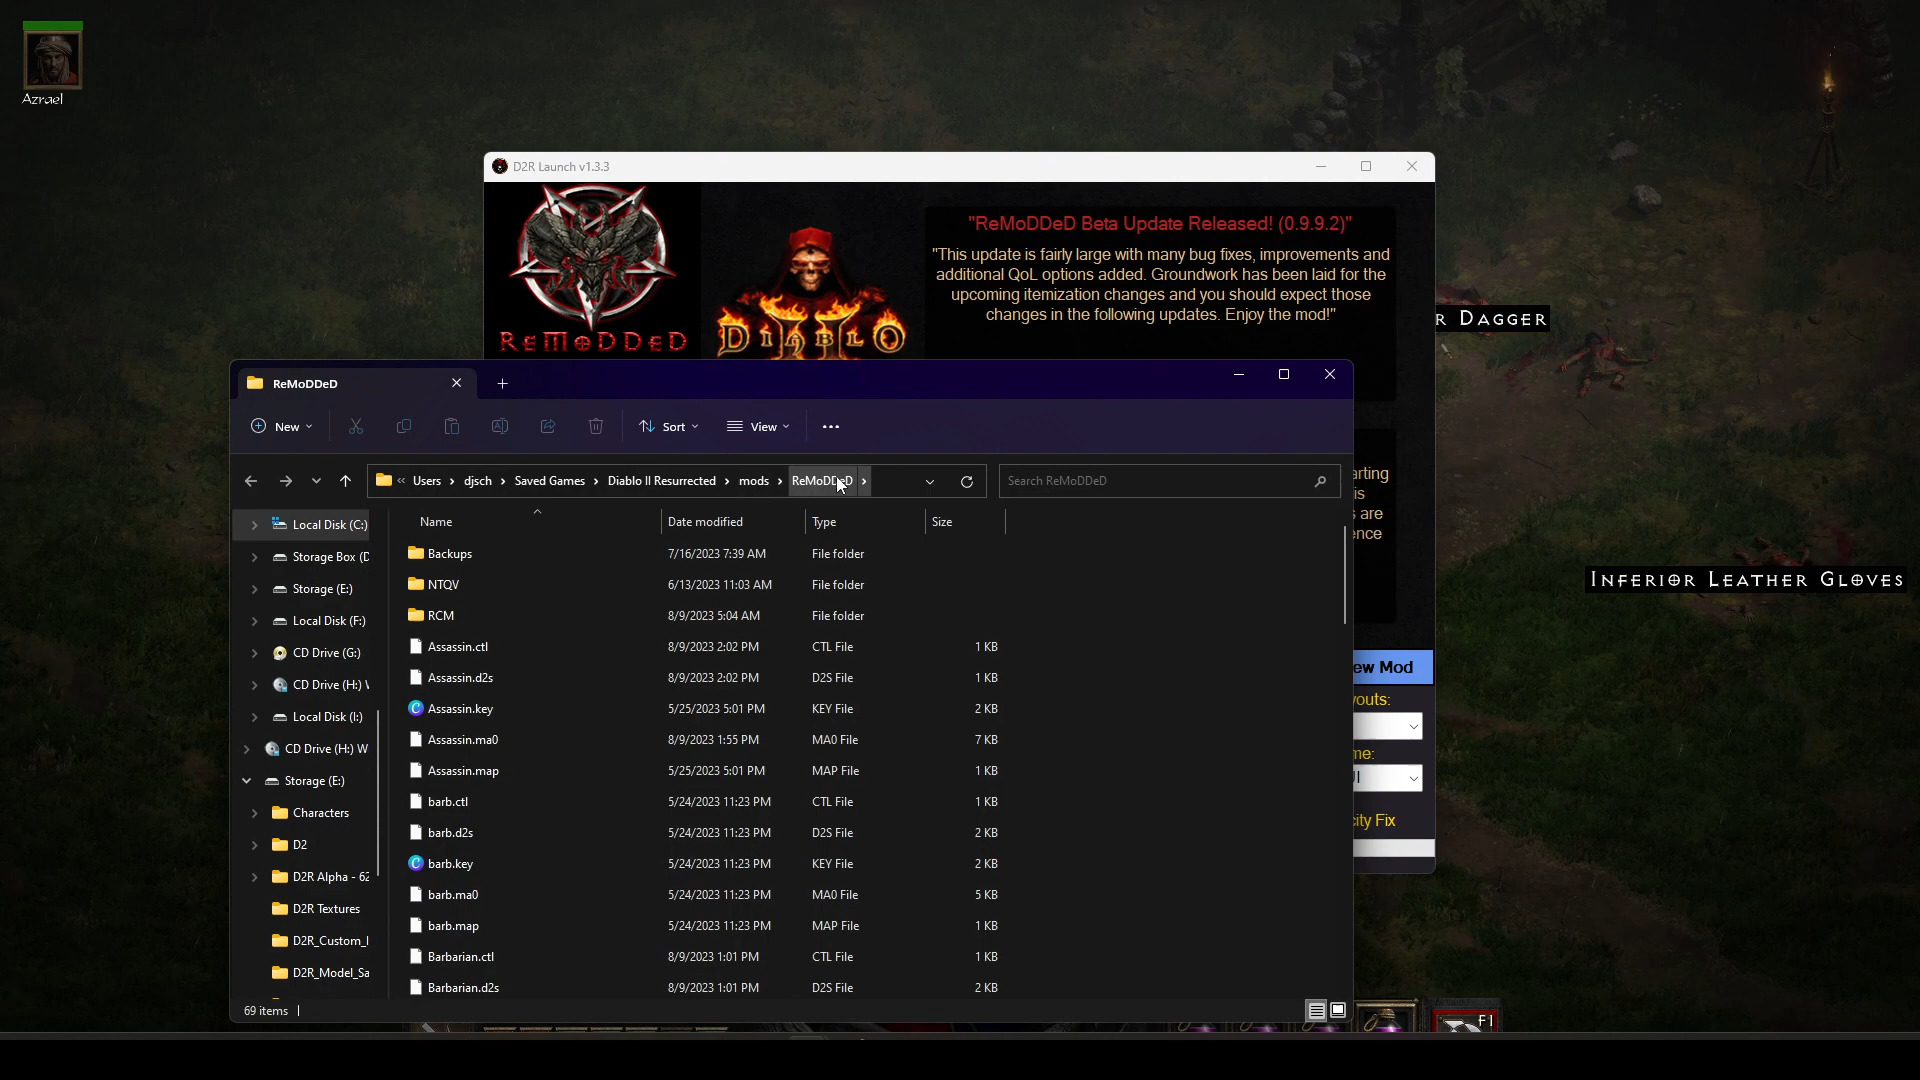 Azrael
D2R Launch v1.3.3
ReMoDDeD
DIABLO
II
"ReMoDDeD Beta Update Released! (0.9.9.2)"
"This update is fairly large with many bug fixes, improvements and
additional QoL options added. Groundwork has been laid for the
upcoming itemization changes and you should expect those
changes in the following updates. Enjoy the mod!"
R DAGGER
INFERIOR LEATHER GLOVES
arting
is
s are
ence
ew Mod
youts:
me:
UI
city Fix
ReMoDDeD
New
Sort
View
Users > djsch > Saved Games > Diablo II Resurrected > mods > ReMoDDeD >
Search ReMoDDeD
Local Disk (C:)
Storage Box (D
Storage (E:)
Local Disk (F:)
CD Drive (G:)
CD Drive (H:) V
Local Disk (I:)
CD Drive (H:) W
Storage (E:)
Characters
D2
D2R Alpha - 62
D2R Textures
D2R_Custom_
D2R_Model_Sa
Name Date modified Type Size
Backups 7/16/2023 7:39 AM File folder
NTQV 6/13/2023 11:03 AM File folder
RCM 8/9/2023 5:04 AM File folder
Assassin.ctl 8/9/2023 2:02 PM CTL File 1 KB
Assassin.d2s 8/9/2023 2:02 PM D2S File 1 KB
Assassin.key 5/25/2023 5:01 PM KEY File 2 KB
Assassin.ma0 8/9/2023 1:55 PM MA0 File 7 KB
Assassin.map 5/25/2023 5:01 PM MAP File 1 KB
barb.ctl 5/24/2023 11:23 PM CTL File 1 KB
barb.d2s 5/24/2023 11:23 PM D2S File 2 KB
barb.key 5/24/2023 11:23 PM KEY File 2 KB
barb.ma0 5/24/2023 11:23 PM MA0 File 5 KB
barb.map 5/24/2023 11:23 PM MAP File 1 KB
Barbarian.ctl 8/9/2023 1:01 PM CTL File 1 KB
Barbarian.d2s 8/9/2023 1:01 PM D2S File 2 KB
69 items
F1